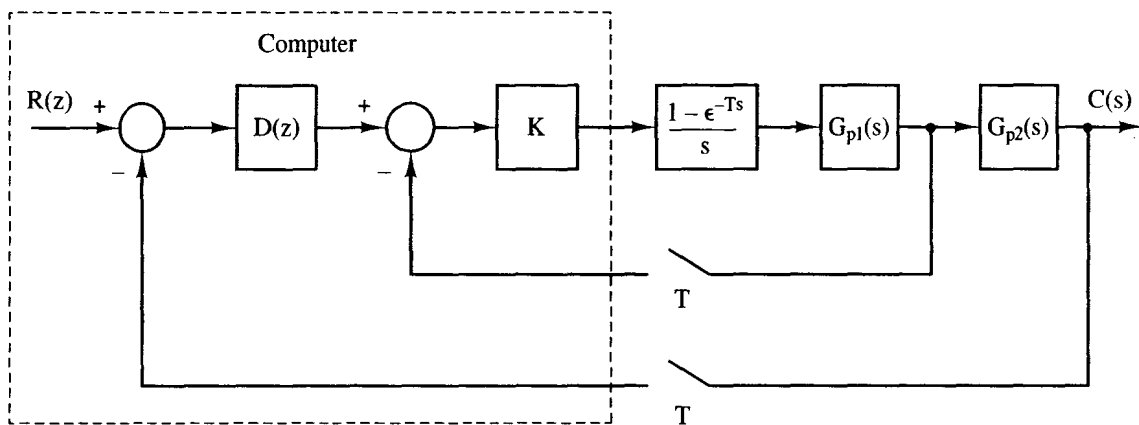 Computer
R(z)
+
−
D(z)
+
−
K
1 − ϵ^{−Ts}
s
G_{p1}(s)
G_{p2}(s)
C(s)
T
T